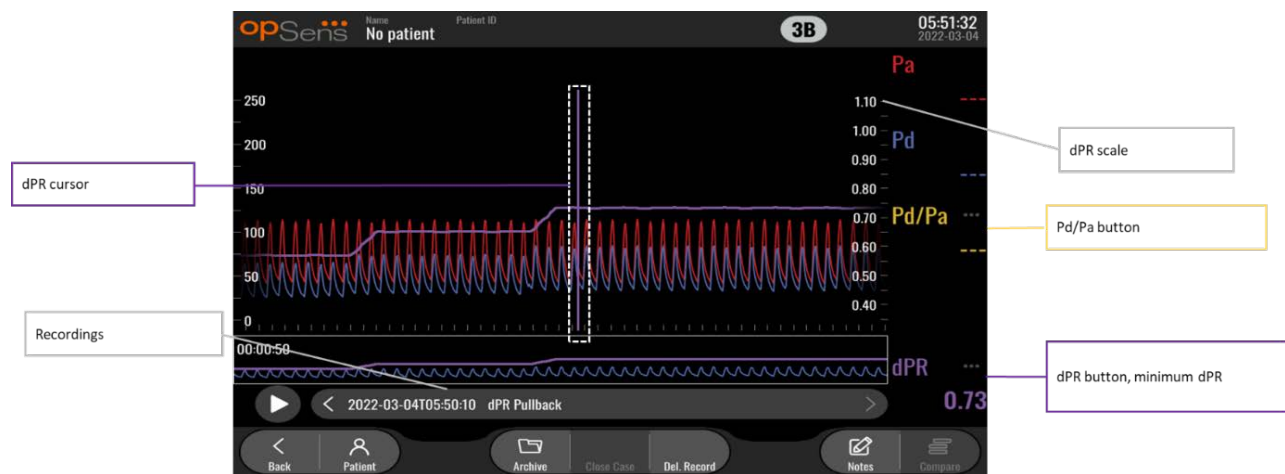 opSens
Name
No patient
Patient ID
3B
05:51:32
2022-03-04
Pa
250
200
150
100
50
0
1.10
1.00
0.90
0.80
0.70
0.60
0.50
0.40
Pd
Pd/Pa
dPR
0.73
dPR cursor
Recordings
dPR scale
Pd/Pa button
dPR button, minimum dPR
00:00:50
2022-03-04T05:50:10 dPR Pullback
Back
Patient
Archive
Close Case
Del. Record
Notes
Compare